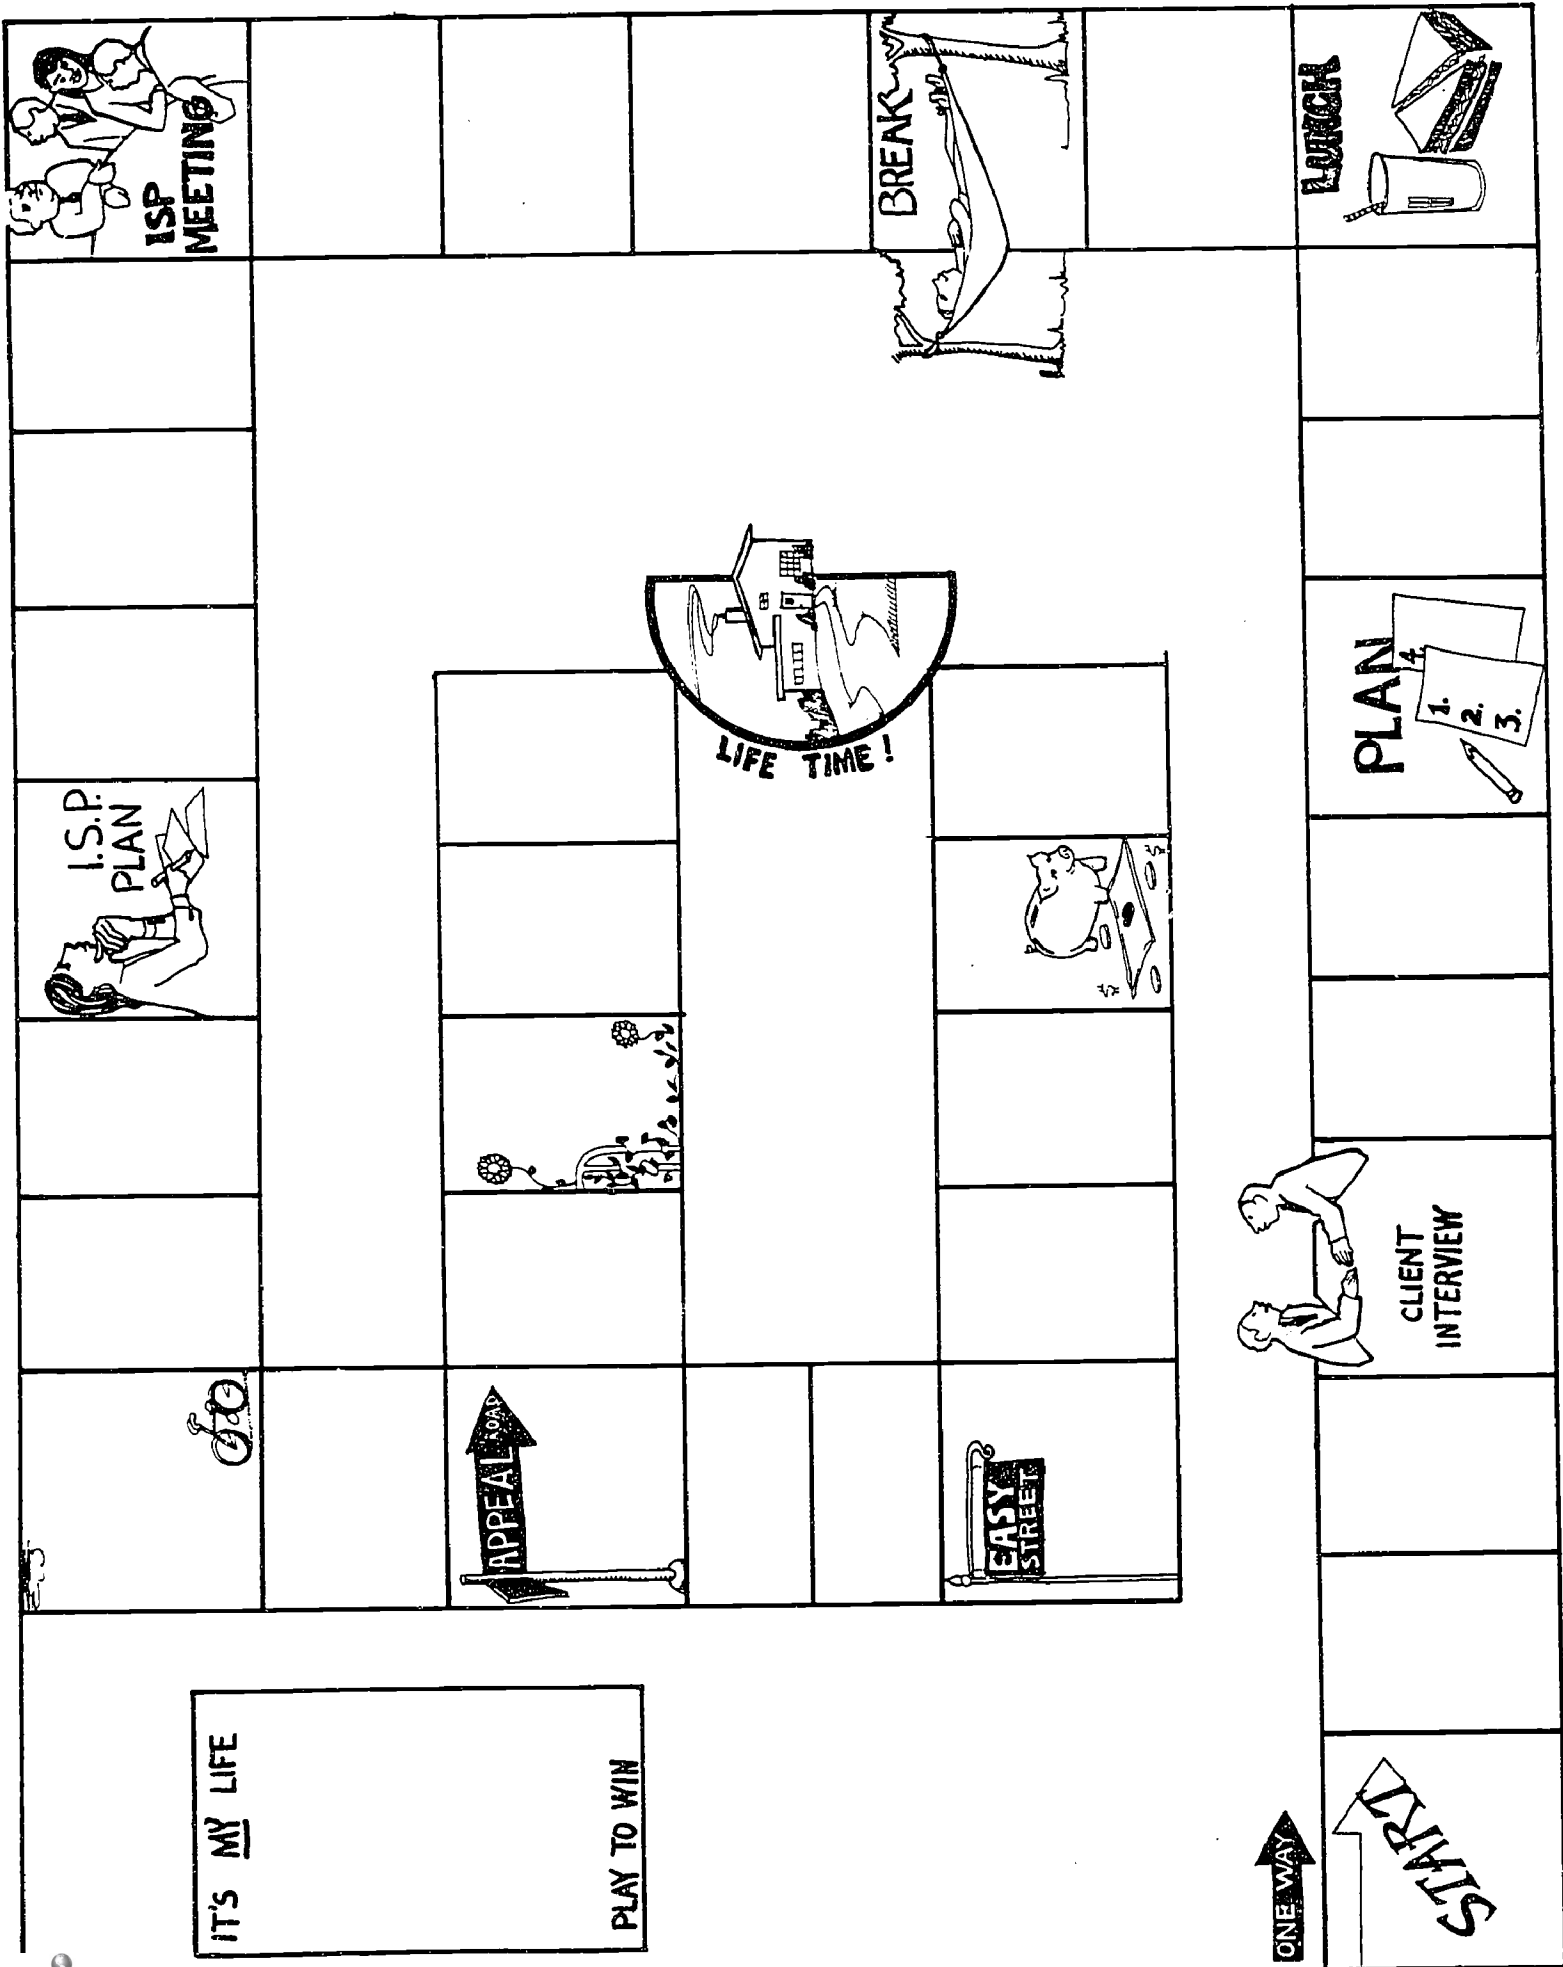 START
ONE WAY
CLIENT
INTERVIEW
PLAN
1.
2.
3.
4.
LUNCH
BREAK
ISP
MEETING
I.S.P.
PLAN
APPEAL ROAD
EASY
STREET
LIFE TIME!
IT'S MY LIFE
PLAY TO WIN